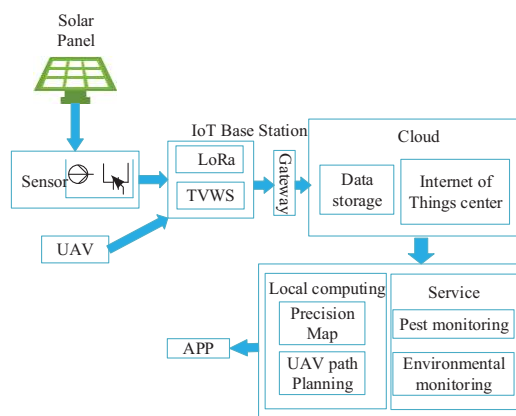 Solar
Panel
IoT Base Station
Sensor
LoRa
TVWS
Gateway
Cloud
Data
storage
Internet of
Things center
UAV
Local computing
Precision
Map
UAV path
Planning
Service
Pest monitoring
Environmental
monitoring
APP